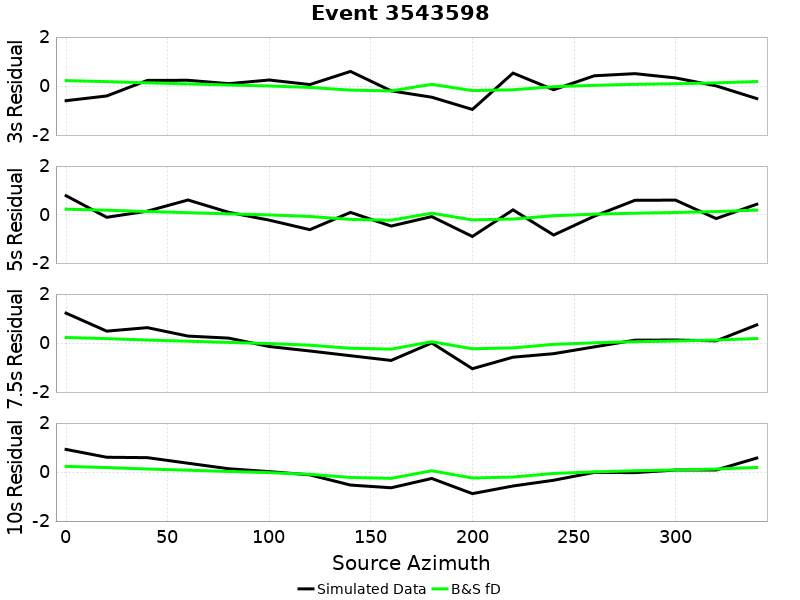 Event 3543598
3s Residual
2
0
-2
5s Residual
2
0
-2
7.5s Residual
2
0
-2
10s Residual
2
0
-2
0 50 100 150 200 250 300
Source Azimuth
Simulated Data B&S fD